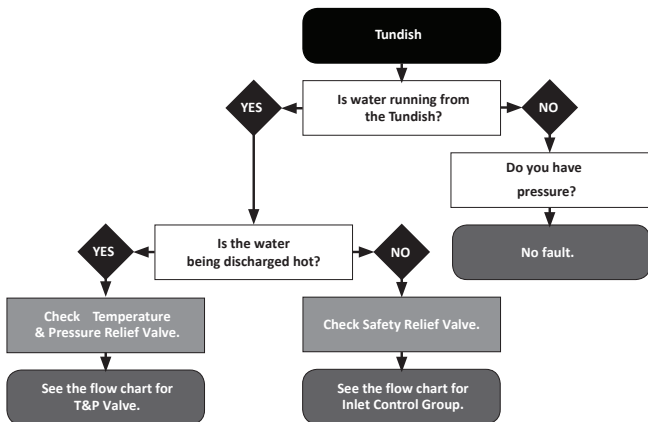 Tundish
YES
Is water running from
the Tundish?
NO
Do you have
pressure?
No fault.
YES
Is the water
being discharged hot?
NO
Check Temperature
& Pressure Relief Valve.
Check Safety Relief Valve.
See the flow chart for
T&P Valve.
See the flow chart for
Inlet Control Group.